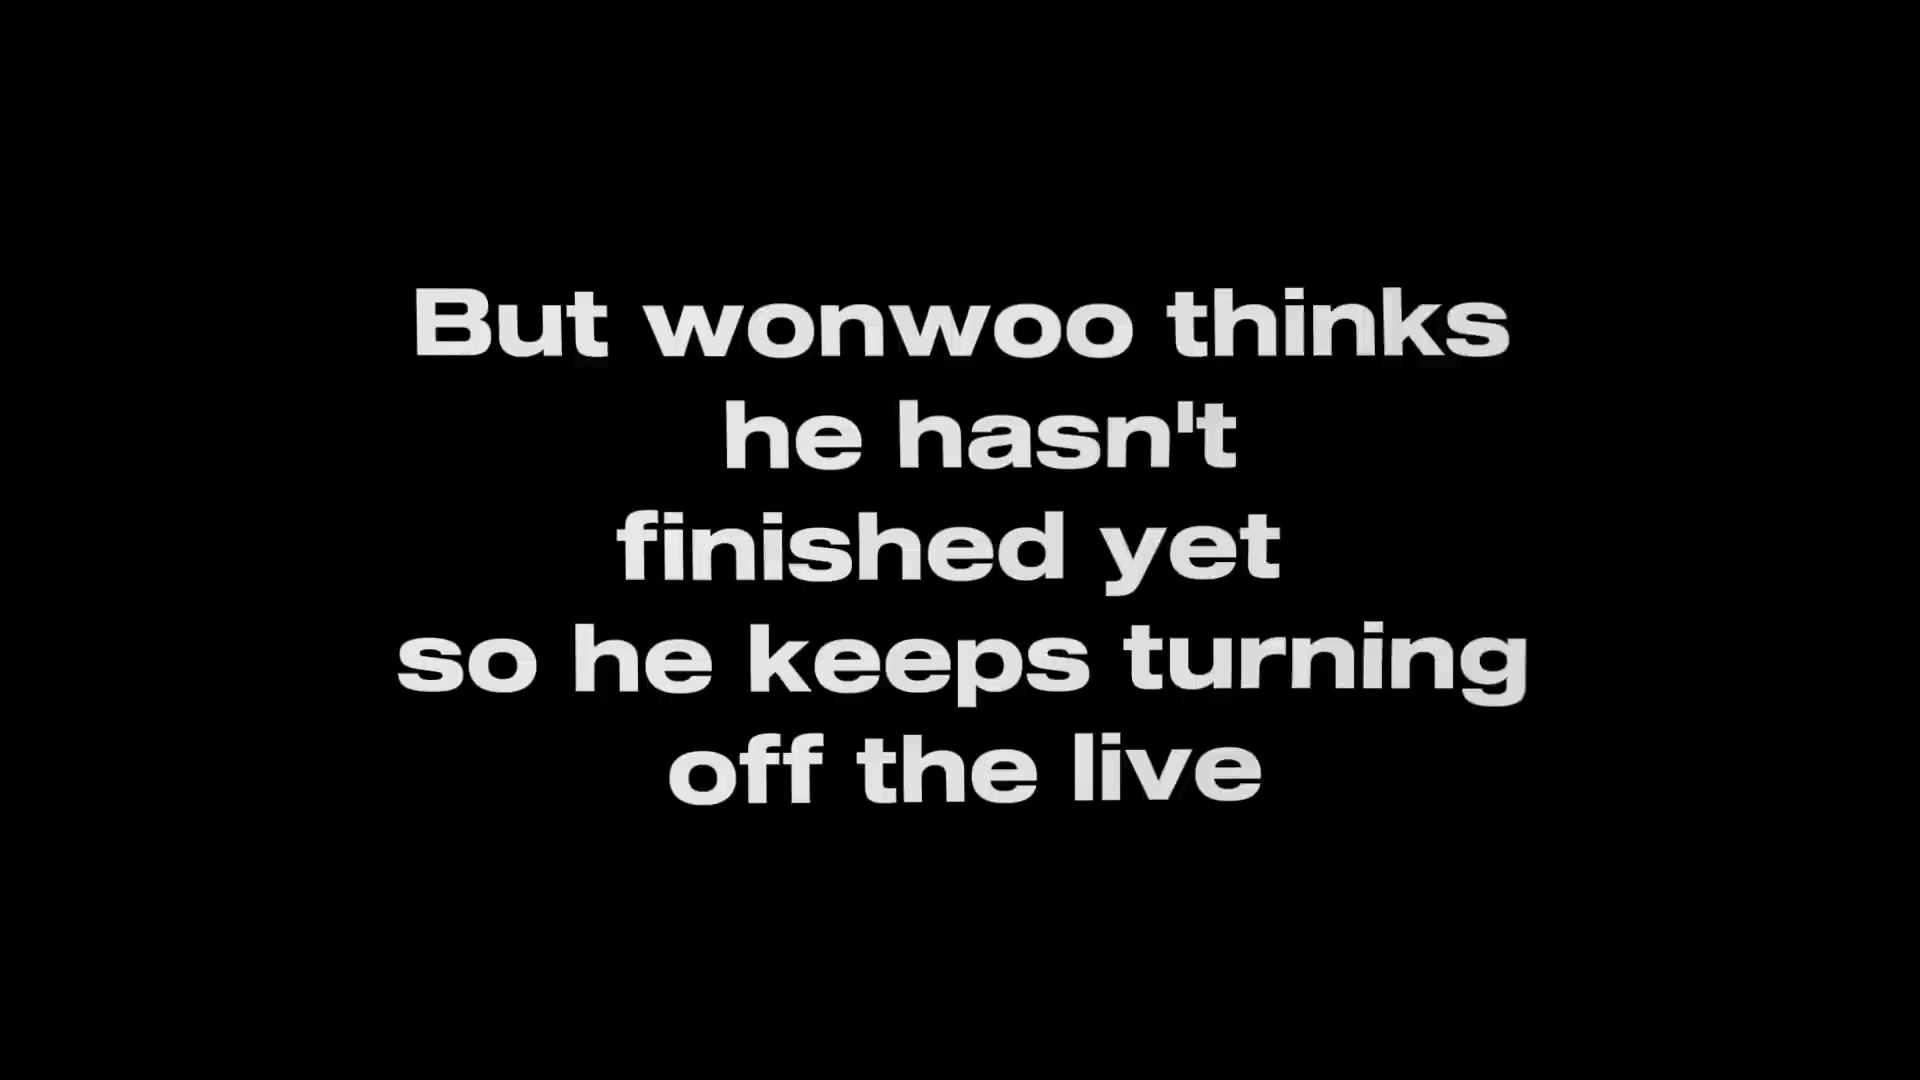 But wonwoo thinks
he hasn't
finished yet
so he keeps turning
off the live